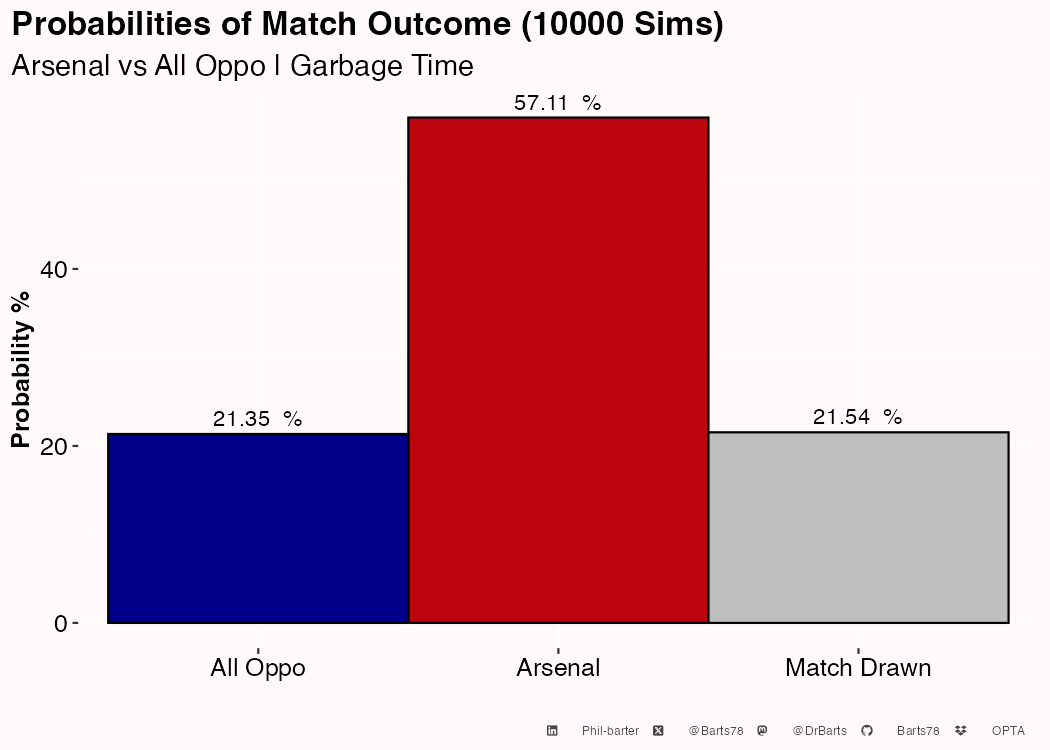 Probabilities of Match Outcome (10000 Sims)
Arsenal vs All Oppo | Garbage Time
57.11 %
21.35 %
21.54 %
Probability %
40
20
0
All Oppo Arsenal Match Drawn
Phil-barter @Barts78 @DrBarts Barts78 OPTA